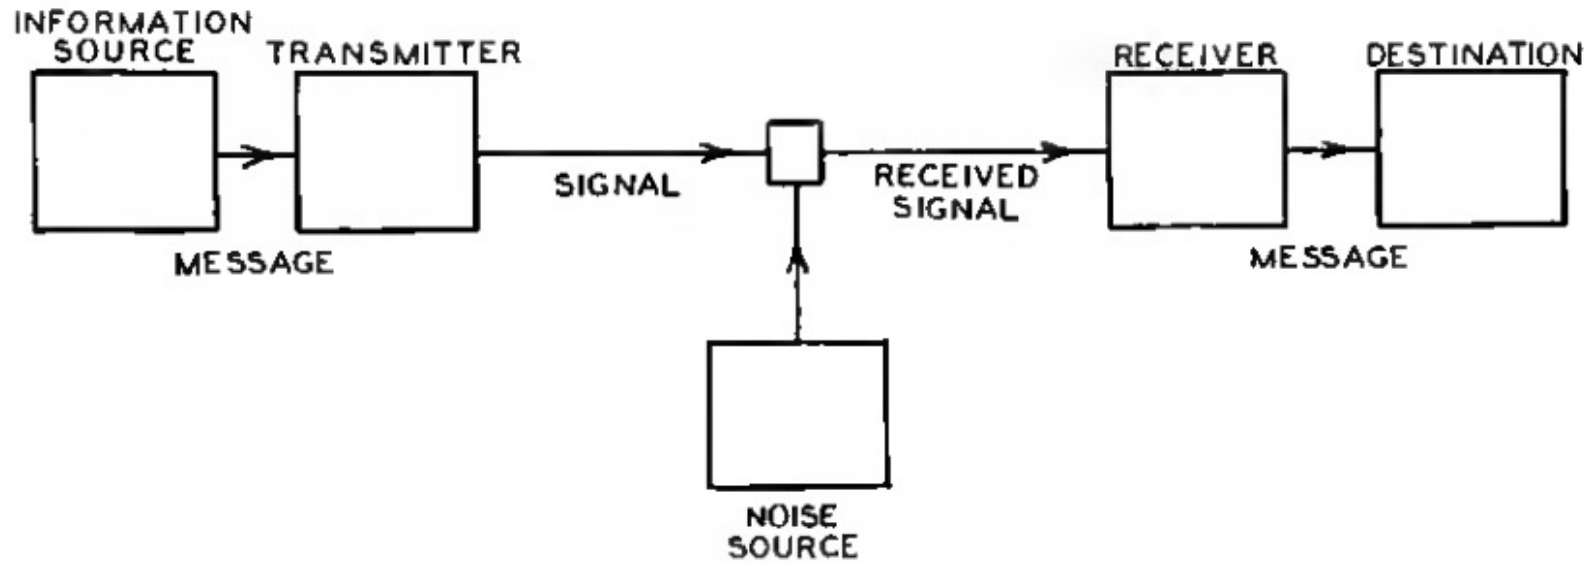 INFORMATION
SOURCE
TRANSMITTER
RECEIVER
DESTINATION
SIGNAL
RECEIVED
SIGNAL
MESSAGE
MESSAGE
NOISE
SOURCE